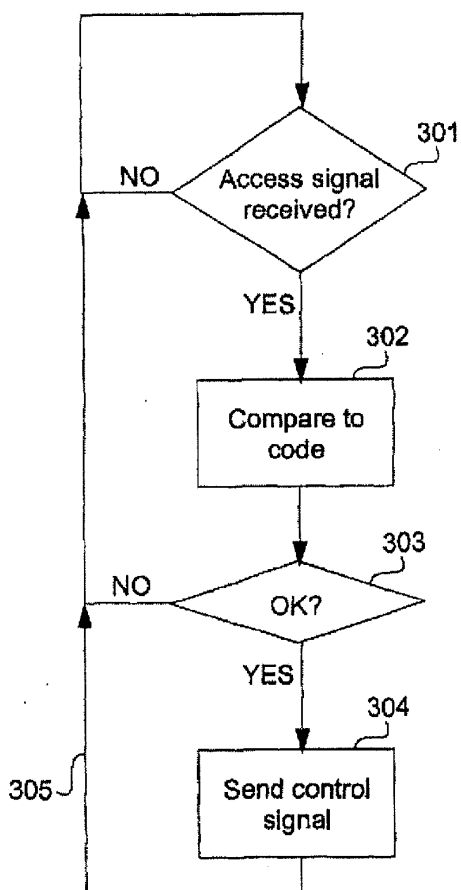 301
Access signal
received?
NO
YES
302
Compare to
code
303
OK?
NO
YES
304
Send control
signal
305